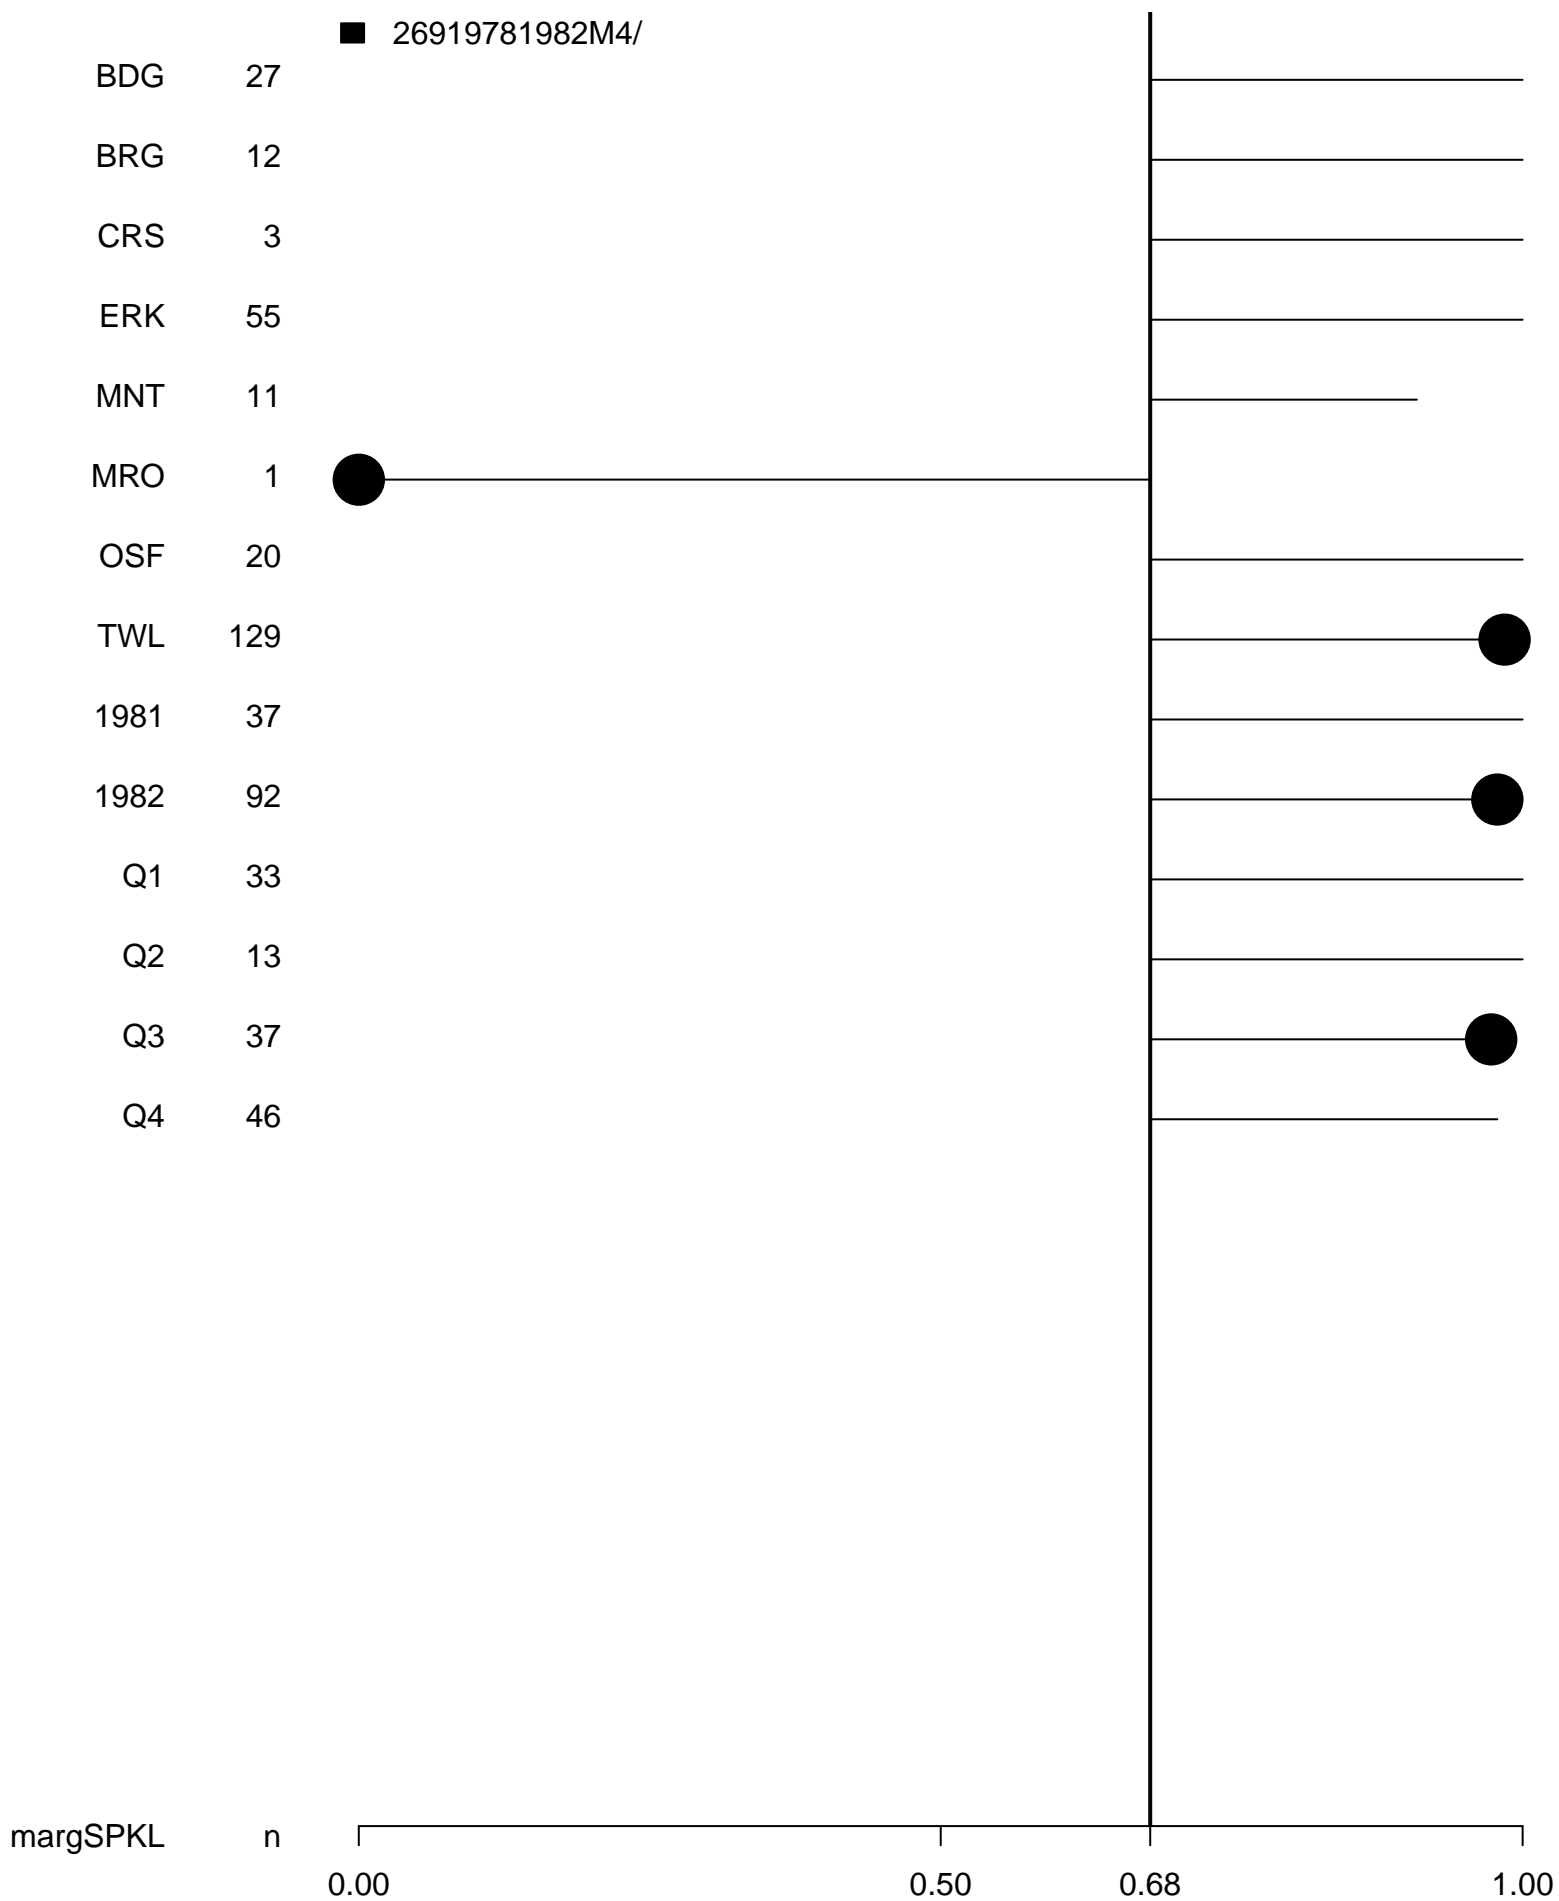 26919781982M4/
BDG 27
BRG 12
CRS 3
ERK 55
MNT 11
MRO 1
OSF 20
TWL 129
1981 37
1982 92
Q1 33
Q2 13
Q3 37
Q4 46
margSPKL n
0.00 0.50 0.68 1.00